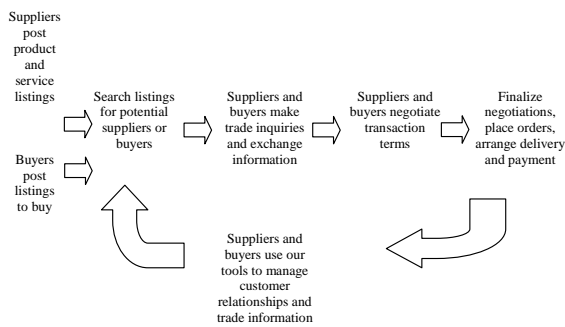 Suppliers
post
product
and
service
listings
Buyers
post
listings
to buy
Search listings
for potential
suppliers or
buyers
Suppliers and
buyers make
trade inquiries
and exchange
information
Suppliers and
buyers negotiate
transaction
terms
Finalize
negotiations,
place orders,
arrange delivery
and payment
Suppliers and
buyers use our
tools to manage
customer
relationships and
trade information